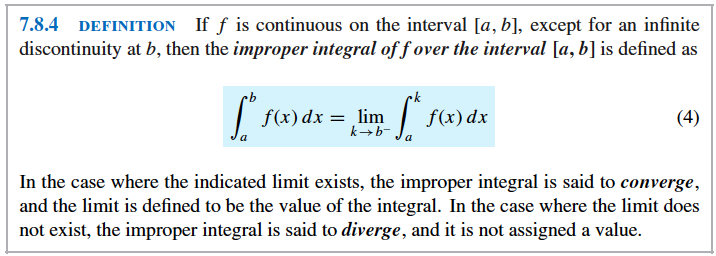 7.8.4 DEFINITION If f is continuous on the interval [a, b], except for an infinite
discontinuity at b, then the improper integral of f over the interval [a, b] is defined as
∫_a^b f(x) dx = lim_{k→b⁻} ∫_a^k f(x) dx (4)
In the case where the indicated limit exists, the improper integral is said to converge,
and the limit is defined to be the value of the integral. In the case where the limit does
not exist, the improper integral is said to diverge, and it is not assigned a value.